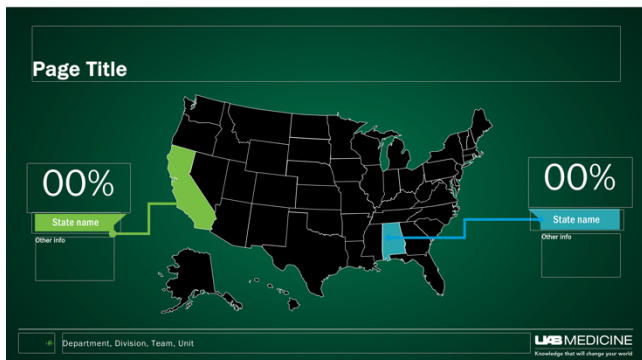 Page Title
00%
State name
Other info
00%
State name
Other info
Department, Division, Team, Unit
UAB MEDICINE
Knowledge that will change your world